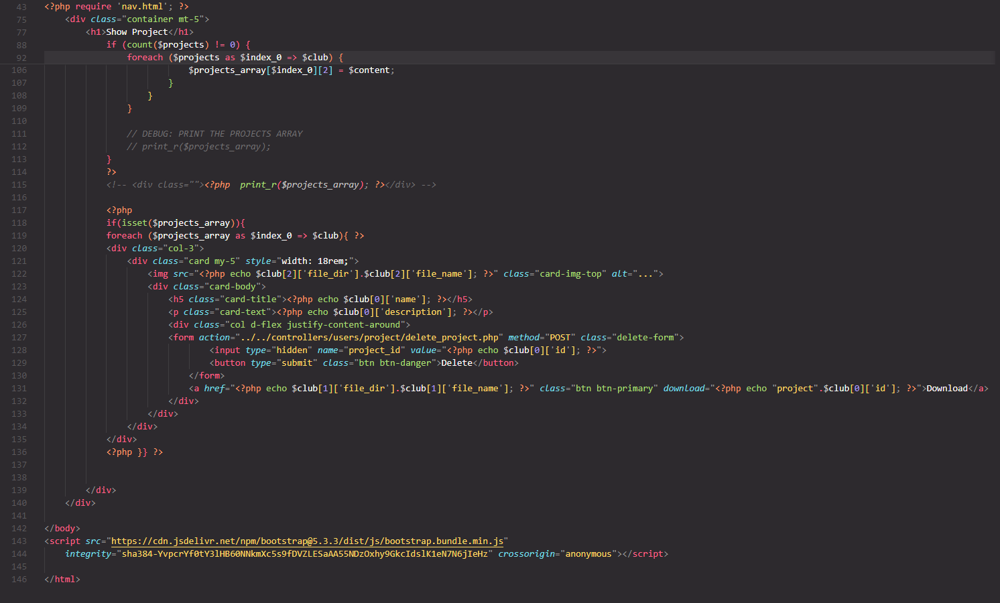 43 <?php require 'nav.html'; ?>
75 <div class="container mt-5">
77 <h1>Show Project</h1>
88 if (count($projects) != 0) {
92 foreach ($projects as $index_0 => $club) {
106 $projects_array[$index_0][2] = $content;
107 }
108 }
109 }
110
111 // DEBUG: PRINT THE PROJECTS ARRAY
112 // print_r($projects_array);
113 }
114 ?>
115 <!-- <div class=""><?php  print_r($projects_array); ?></div> -->
116
117 <?php
118 if(isset($projects_array)){
119 foreach ($projects_array as $index_0 => $club){ ?>
120 <div class="col-3">
121 <div class="card my-5" style="width: 18rem;">
122 <img src="<?php echo $club[2]['file_dir'].$club[2]['file_name']; ?>" class="card-img-top" alt="...">
123 <div class="card-body">
124 <h5 class="card-title"><?php echo $club[0]['name']; ?></h5>
125 <p class="card-text"><?php echo $club[0]['description']; ?></p>
126 <div class="col d-flex justify-content-around">
127 <form action="../../controllers/users/project/delete_project.php" method="POST" class="delete-form">
128 <input type="hidden" name="project_id" value="<?php echo $club[0]['id']; ?>">
129 <button type="submit" class="btn btn-danger">Delete</button>
130 </form>
131 <a href="<?php echo $club[1]['file_dir'].$club[1]['file_name']; ?>" class="btn btn-primary" download="<?php echo "project".$club[0]['id']; ?>">Download</a>
132 </div>
133 </div>
134 </div>
135 </div>
136 <?php }} ?>
137
138
139 </div>
140 </div>
141
142 </body>
143 <script src="https://cdn.jsdelivr.net/npm/bootstrap@5.3.3/dist/js/bootstrap.bundle.min.js"
144 integrity="sha384-YvpcrYf0tY3lHB60NNkmXc5s9fDVZLESaAA55NDzOxhy9GkcIdslK1eN7N6jIeHz" crossorigin="anonymous"></script>
145
146 </html>